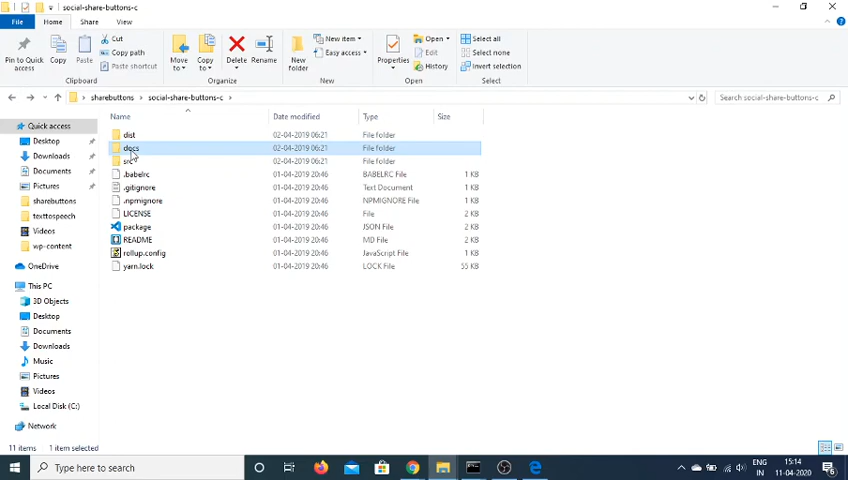 social-share-buttons-c
File
Home
Share
View
Pin to Quick access
Copy
Paste
Cut
Copy path
Paste shortcut
Clipboard
Move to
Copy to
Delete
Rename
Organize
New folder
New item
Easy access
New
Properties
Open
Edit
History
Open
Select all
Select none
Invert selection
Select
sharebuttons
social-share-buttons-c
Search social-share-buttons-c
Quick access
Desktop
Downloads
Documents
Pictures
sharebuttons
texttospeech
Videos
wp-content
OneDrive
This PC
3D Objects
Desktop
Documents
Downloads
Music
Pictures
Videos
Local Disk (C:)
Network
Name Date modified Type Size
dist 02-04-2019 06:21 File folder
docs 02-04-2019 06:21 File folder
src 02-04-2019 06:21 File folder
.babelrc 01-04-2019 20:46 BABELRC File 1 KB
.gitignore 01-04-2019 20:46 Text Document 1 KB
.npmignore 01-04-2019 20:46 NPMIGNORE File 1 KB
LICENSE 01-04-2019 20:46 File 2 KB
package 01-04-2019 20:46 JSON File 2 KB
README 01-04-2019 20:46 MD File 2 KB
rollup.config 01-04-2019 20:46 JavaScript File 2 KB
yarn.lock 01-04-2019 20:46 LOCK File 55 KB
11 items 1 item selected
Type here to search
ENG
IN
15:14
11-04-2020
6